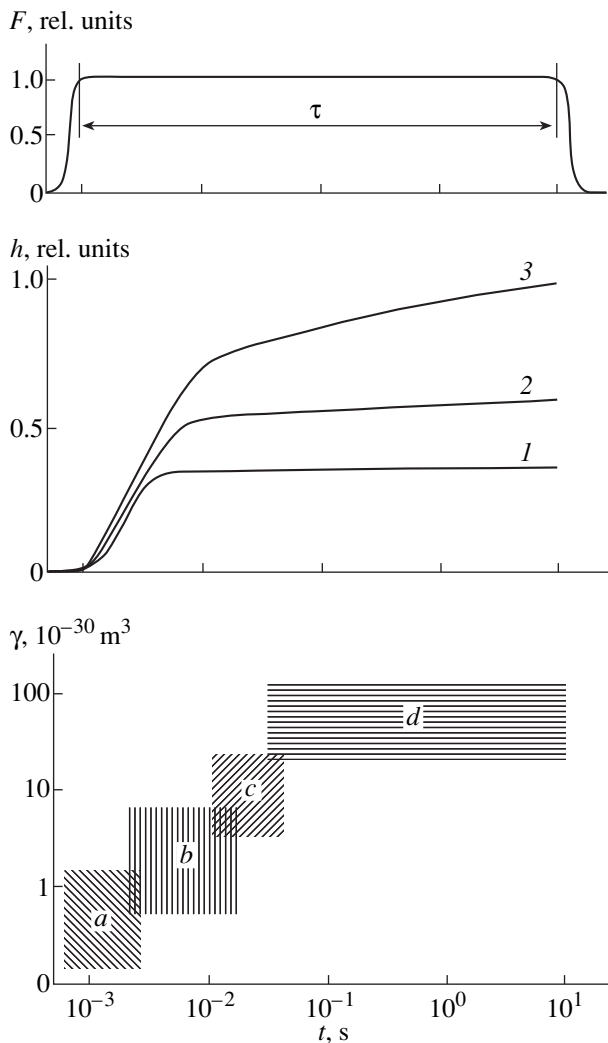 F, rel. units
1.0
τ
0.5
0
h, rel. units
1.0
3
2
0.5
1
0
γ, 10⁻³⁰ m³
100
d
10
c
b
1
a
0
10⁻³ 10⁻² 10⁻¹ 10⁰ 10¹
t, s